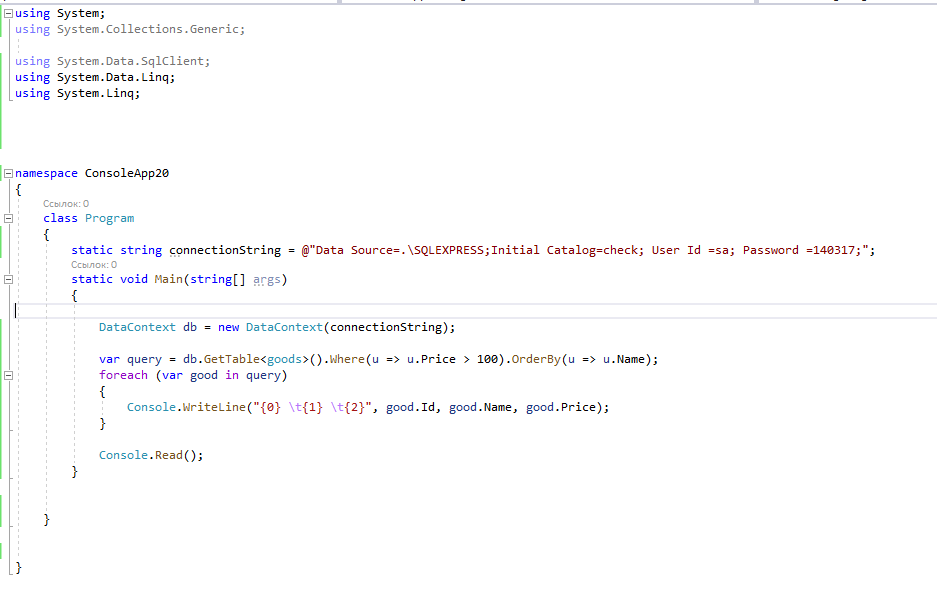 using System;
using System.Collections.Generic;
using System.Data.SqlClient;
using System.Data.Linq;
using System.Linq;
namespace ConsoleApp20
{
Ссылок: 0
class Program
{
static string connectionString = @"Data Source=.\SQLEXPRESS;Initial Catalog=check; User Id =sa; Password =140317;";
Ссылок: 0
static void Main(string[] args)
{
DataContext db = new DataContext(connectionString);
var query = db.GetTable<goods>().Where(u => u.Price > 100).OrderBy(u => u.Name);
foreach (var good in query)
{
Console.WriteLine("{0} \t{1} \t{2}", good.Id, good.Name, good.Price);
}
Console.Read();
}
}
}